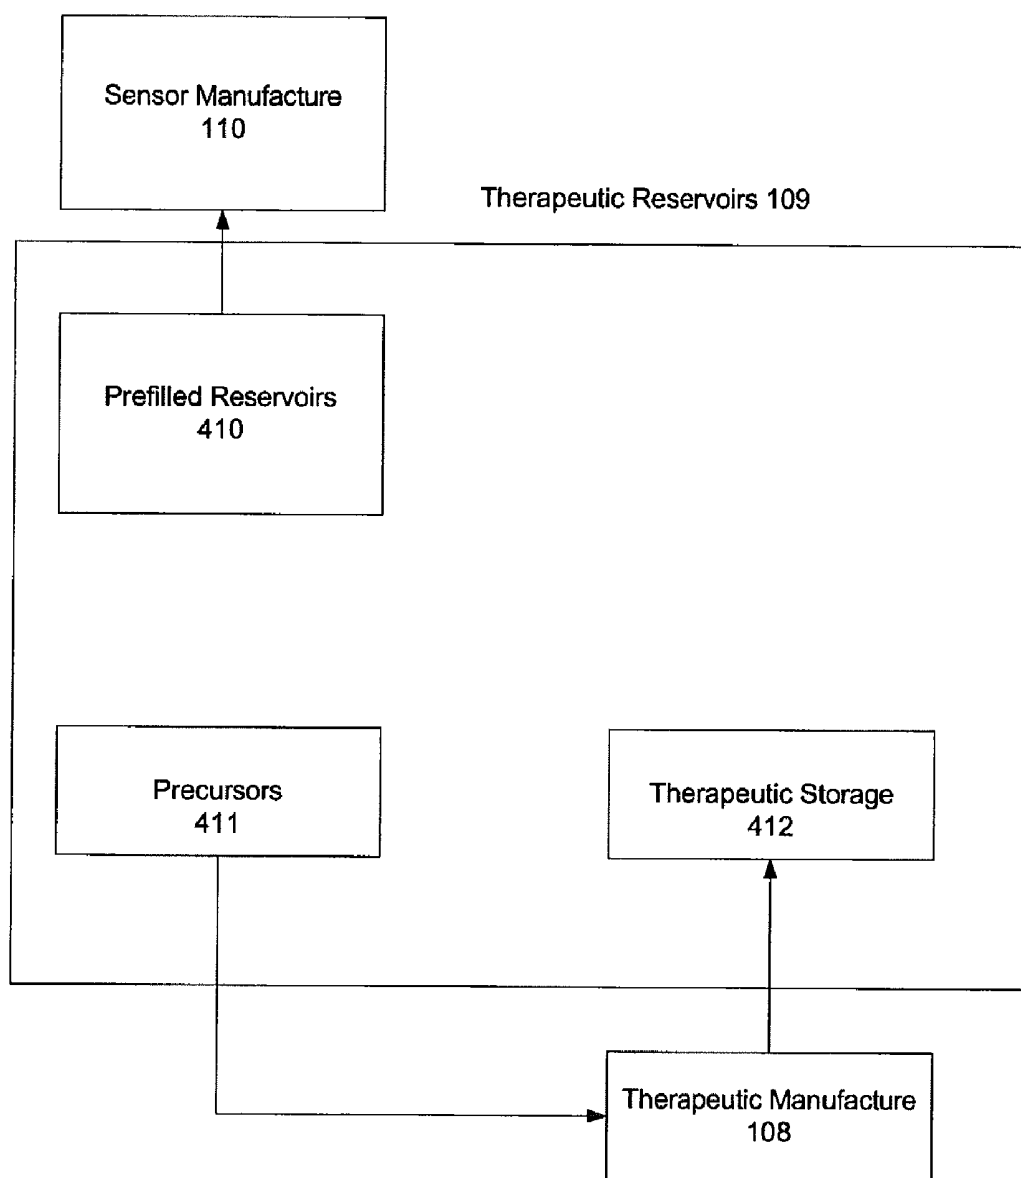 Sensor Manufacture
110
Therapeutic Reservoirs 109
Prefilled Reservoirs
410
Precursors
411
Therapeutic Storage
412
Therapeutic Manufacture
108